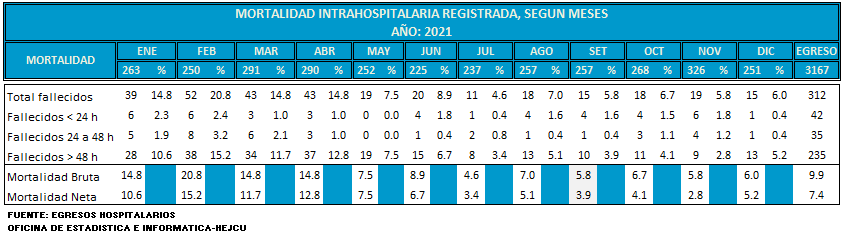 MORTALIDAD INTRAHOSPITALARIA REGISTRADA, SEGUN MESES
AÑO: 2021
MORTALIDAD ENE FEB MAR ABR MAY JUN JUL AGO SET OCT NOV DIC EGRESO
263 % 250 % 291 % 290 % 252 % 225 % 237 % 257 % 257 % 268 % 326 % 251 % 3167
Total fallecidos 39 14.8 52 20.8 43 14.8 43 14.8 19 7.5 20 8.9 11 4.6 18 7.0 15 5.8 18 6.7 19 5.8 15 6.0 312
Fallecidos < 24 h 6 2.3 6 2.4 3 1.0 3 1.0 0 0.0 4 1.8 1 0.4 4 1.6 4 1.6 4 1.5 6 1.8 1 0.4 42
Fallecidos 24 a 48 h 5 1.9 8 3.2 6 2.1 3 1.0 0 0.0 1 0.4 2 0.8 1 0.4 1 0.4 3 1.1 4 1.2 1 0.4 35
Fallecidos > 48 h 28 10.6 38 15.2 34 11.7 37 12.8 19 7.5 15 6.7 8 3.4 13 5.1 10 3.9 11 4.1 9 2.8 13 5.2 235
Mortalidad Bruta 14.8 20.8 14.8 14.8 7.5 8.9 4.6 7.0 5.8 6.7 5.8 6.0 9.9
Mortalidad Neta 10.6 15.2 11.7 12.8 7.5 6.7 3.4 5.1 3.9 4.1 2.8 5.2 7.4
FUENTE: EGRESOS HOSPITALARIOS
OFICINA DE ESTADISTICA E INFORMATICA-HEJCU